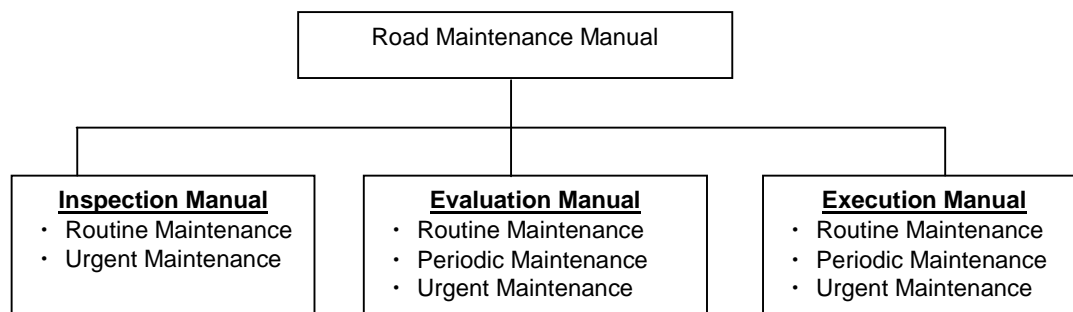 Road Maintenance Manual
Inspection Manual
・ Routine Maintenance
・ Urgent Maintenance
Evaluation Manual
・ Routine Maintenance
・ Periodic Maintenance
・ Urgent Maintenance
Execution Manual
・ Routine Maintenance
・ Periodic Maintenance
・ Urgent Maintenance